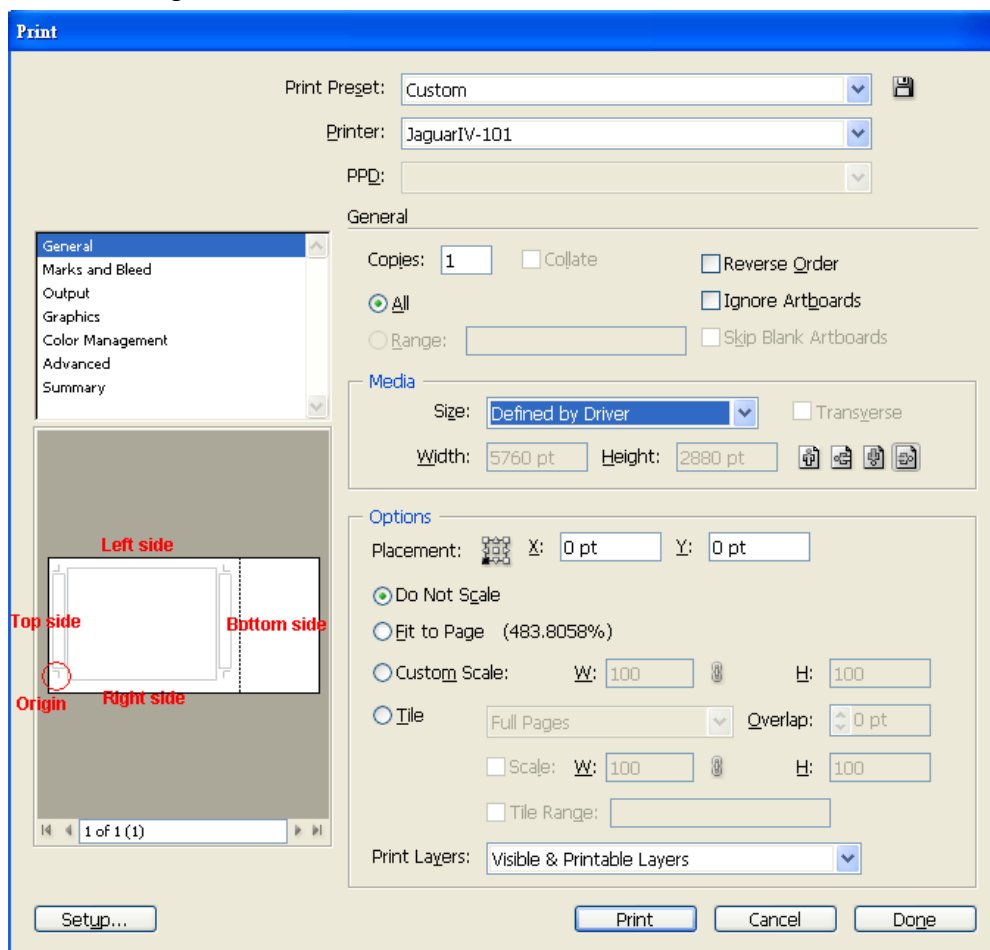 Print
Print Preset: Custom
Printer: JaguarIV-101
PPD:
General
General
Marks and Bleed
Output
Graphics
Color Management
Advanced
Summary
Copies: 1 Collate Reverse Order
All Ignore Artboards
Range: Skip Blank Artboards
Media
Size: Defined by Driver Transverse
Width: 5760 pt Height: 2880 pt
Options
Placement: X: 0 pt Y: 0 pt
Do Not Scale
Fit to Page (483.8058%)
Custom Scale: W: 100 H: 100
Tile Full Pages Overlap: 0 pt
Scale: W: 100 H: 100
Tile Range:
Print Layers: Visible & Printable Layers
Left side
Top side
Bottom side
Origin
Right side
1 of 1 (1)
Setup... Print Cancel Done